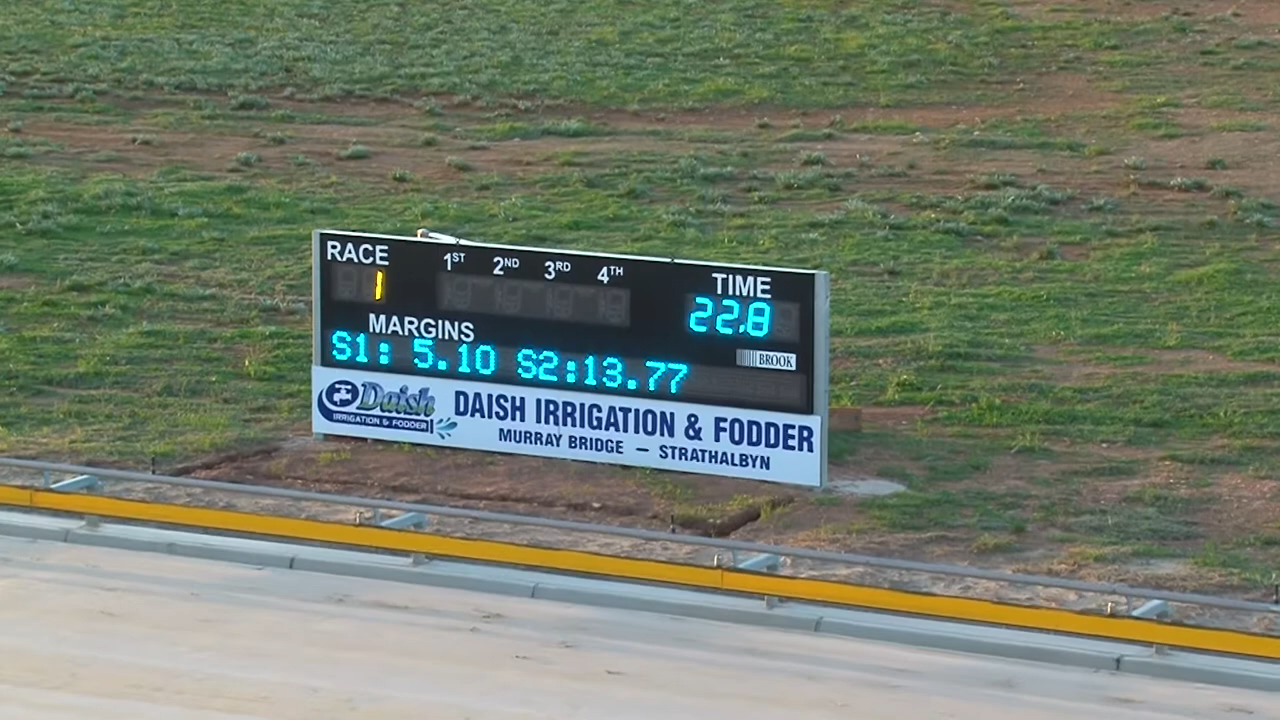 RACE 1ST 2ND 3RD 4TH TIME
1 22.8
MARGINS
S1: 5.10 S2:13.77
BROOK
Daish
IRRIGATION & FODDER
DAISH IRRIGATION & FODDER
MURRAY BRIDGE – STRATHALBYN